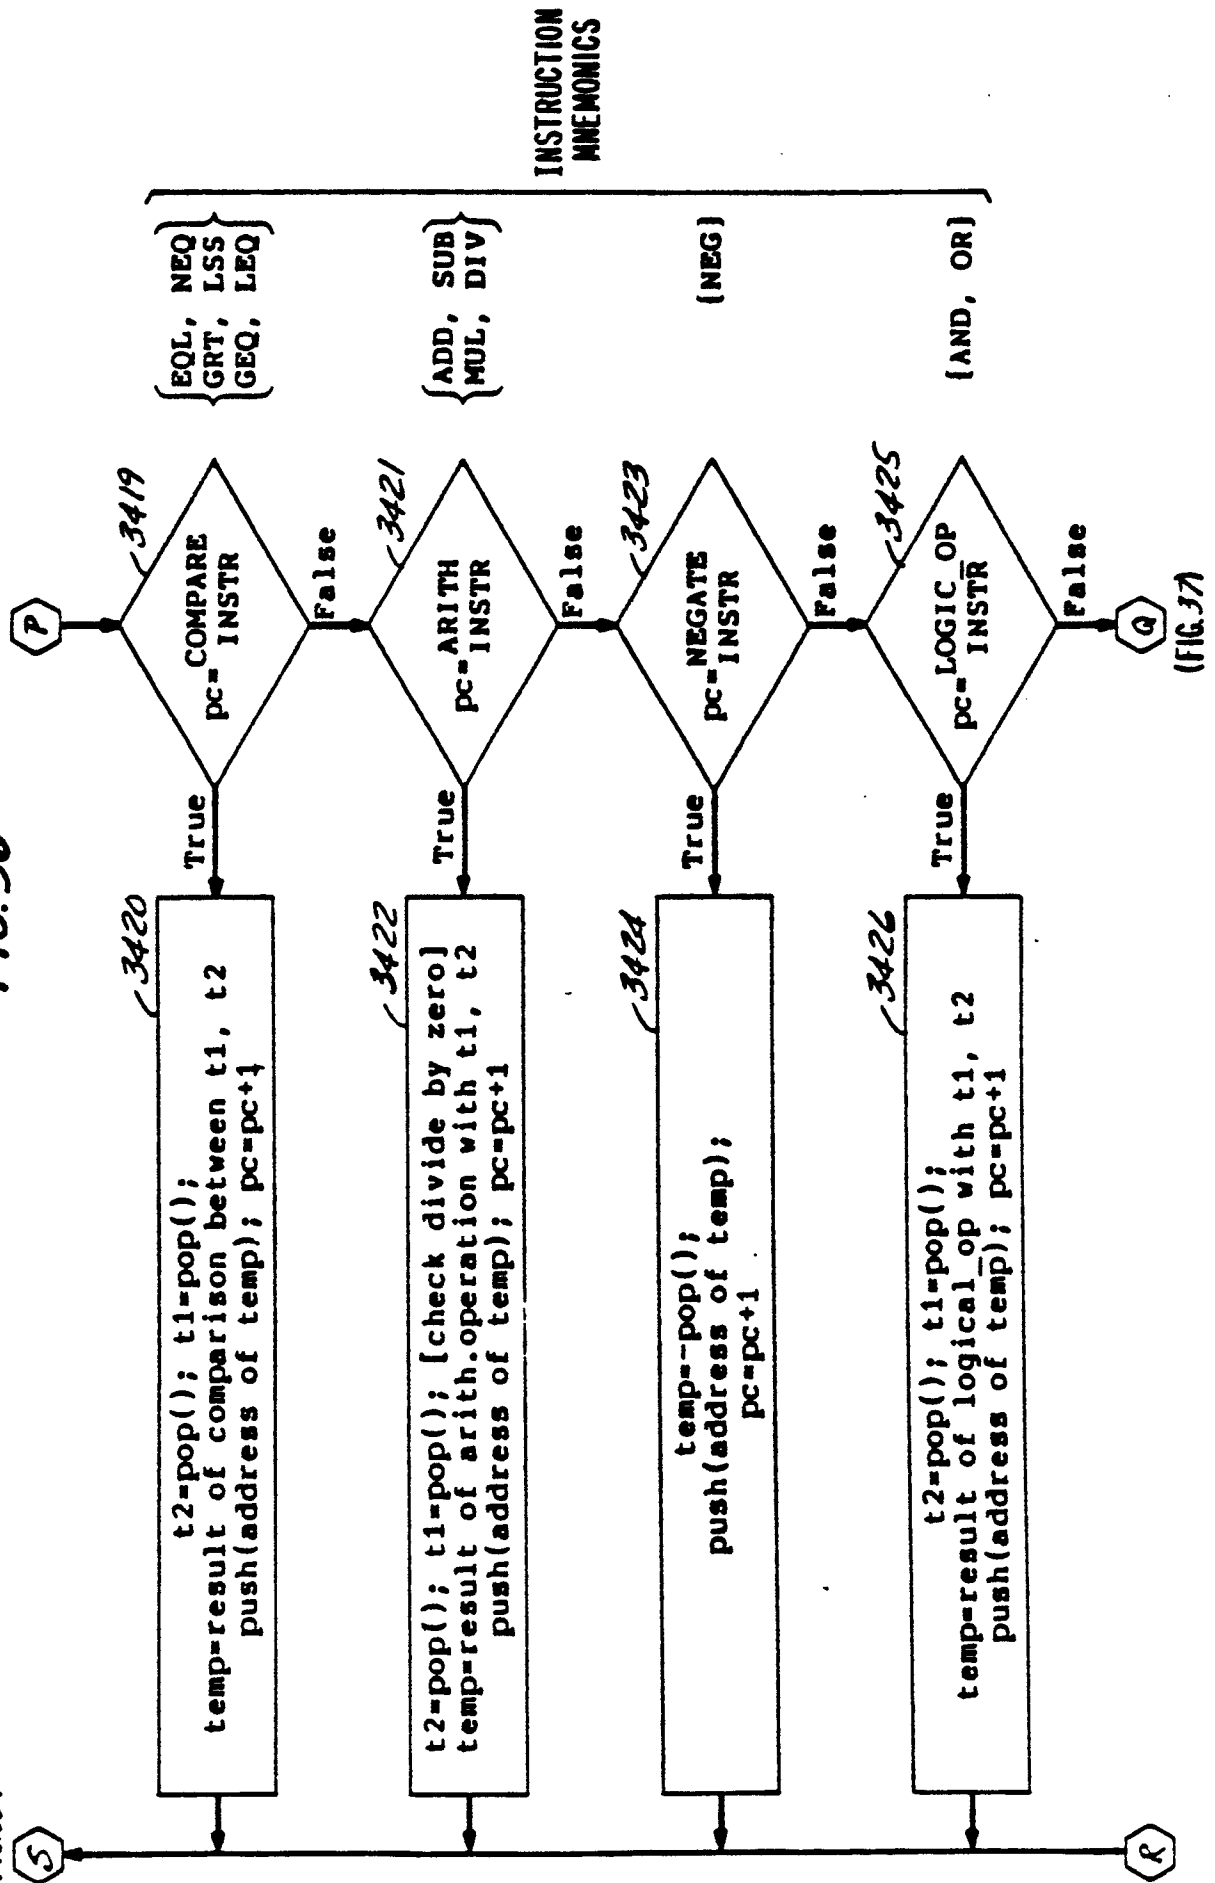 FIG. 36
S
P
pc=COMPARE
INSTR
3419
True
False
3420
t2=pop(); t1=pop();
temp=result of comparison between t1, t2
push(address of temp); pc=pc+1
{EQL, NEQ
GRT, LSS
GEQ, LEQ}
pc=ARITH
INSTR
3421
True
False
3422
t2=pop(); t1=pop(); [check divide by zero]
temp=result of arith.operation with t1, t2
push(address of temp); pc=pc+1
{ADD, SUB
MUL, DIV}
pc=NEGATE
INSTR
3423
True
False
3424
temp=-pop();
push(address of temp);
pc=pc+1
{NEG}
pc=LOGIC_OP
INSTR
3425
True
False
3426
t2=pop(); t1=pop();
temp=result of logical_op with t1, t2
push(address of temp); pc=pc+1
{AND, OR}
INSTRUCTION
MNEMONICS
R
Q
(FIG.37)